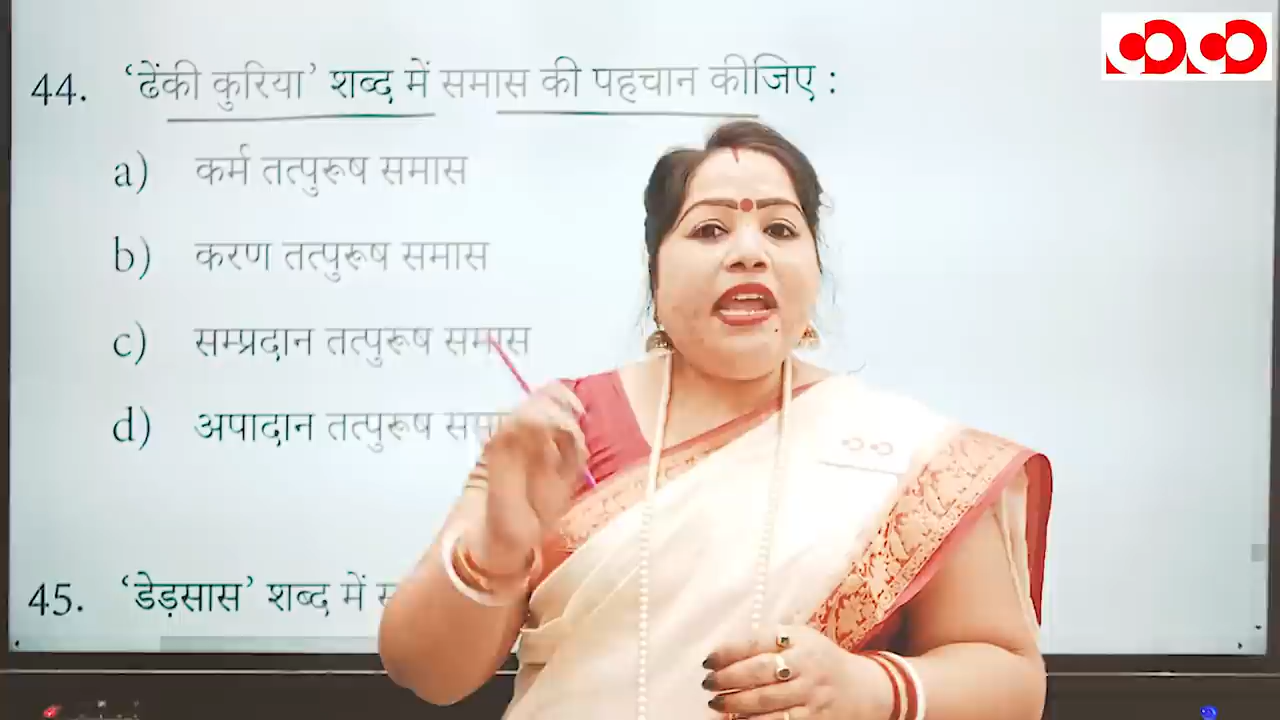 44. ‘ढेंकी कुरिया’ शब्द में समास की पहचान कीजिए :
a) कर्म तत्पुरूष समास
b) करण तत्पुरूष समास
c) सम्प्रदान तत्पुरूष समास
d) अपादान तत्पुरूष
45. ‘डेड़सास’ शब्द में